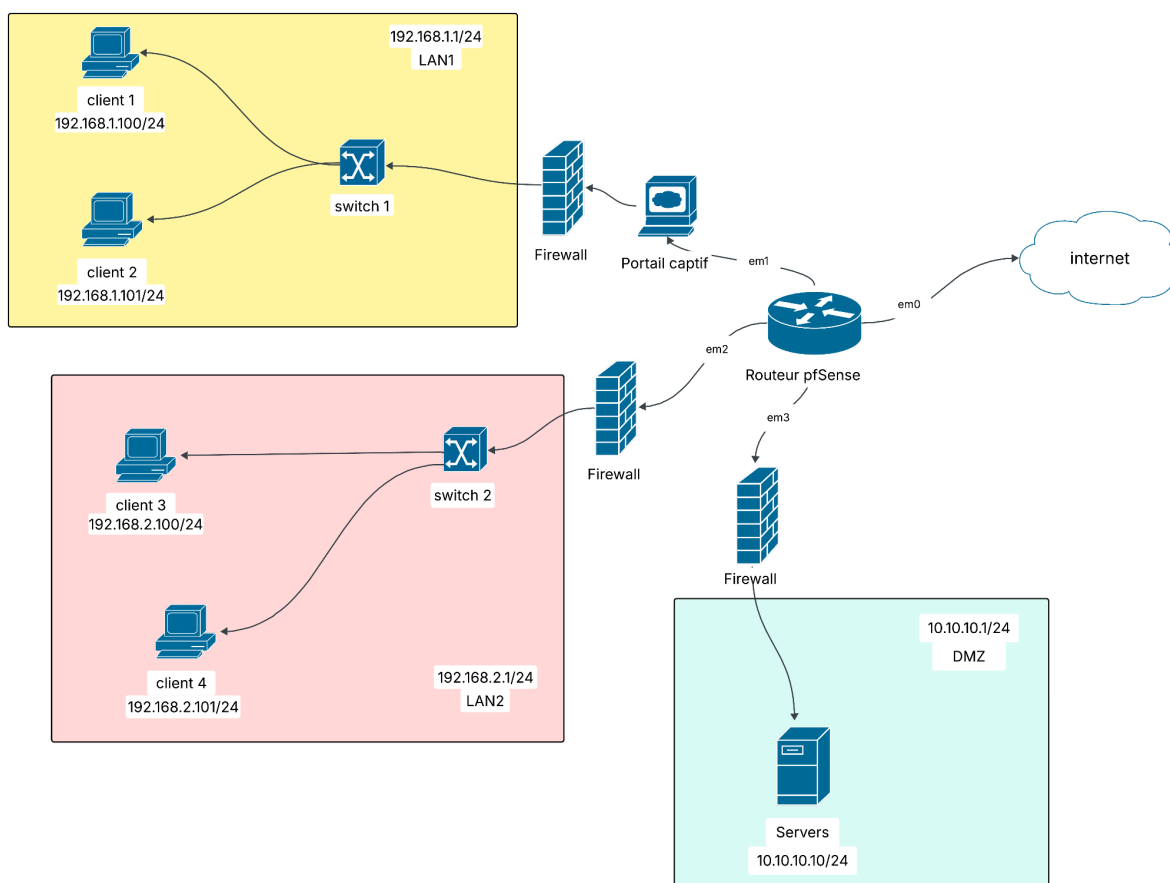 192.168.1.1/24
LAN1
client 1
192.168.1.100/24
switch 1
client 2
192.168.1.101/24
Firewall
Portail captif
em1
internet
em0
em2
Routeur pfSense
em3
Firewall
switch 2
client 3
192.168.2.100/24
client 4
192.168.2.101/24
192.168.2.1/24
LAN2
Firewall
10.10.10.1/24
DMZ
Servers
10.10.10.10/24